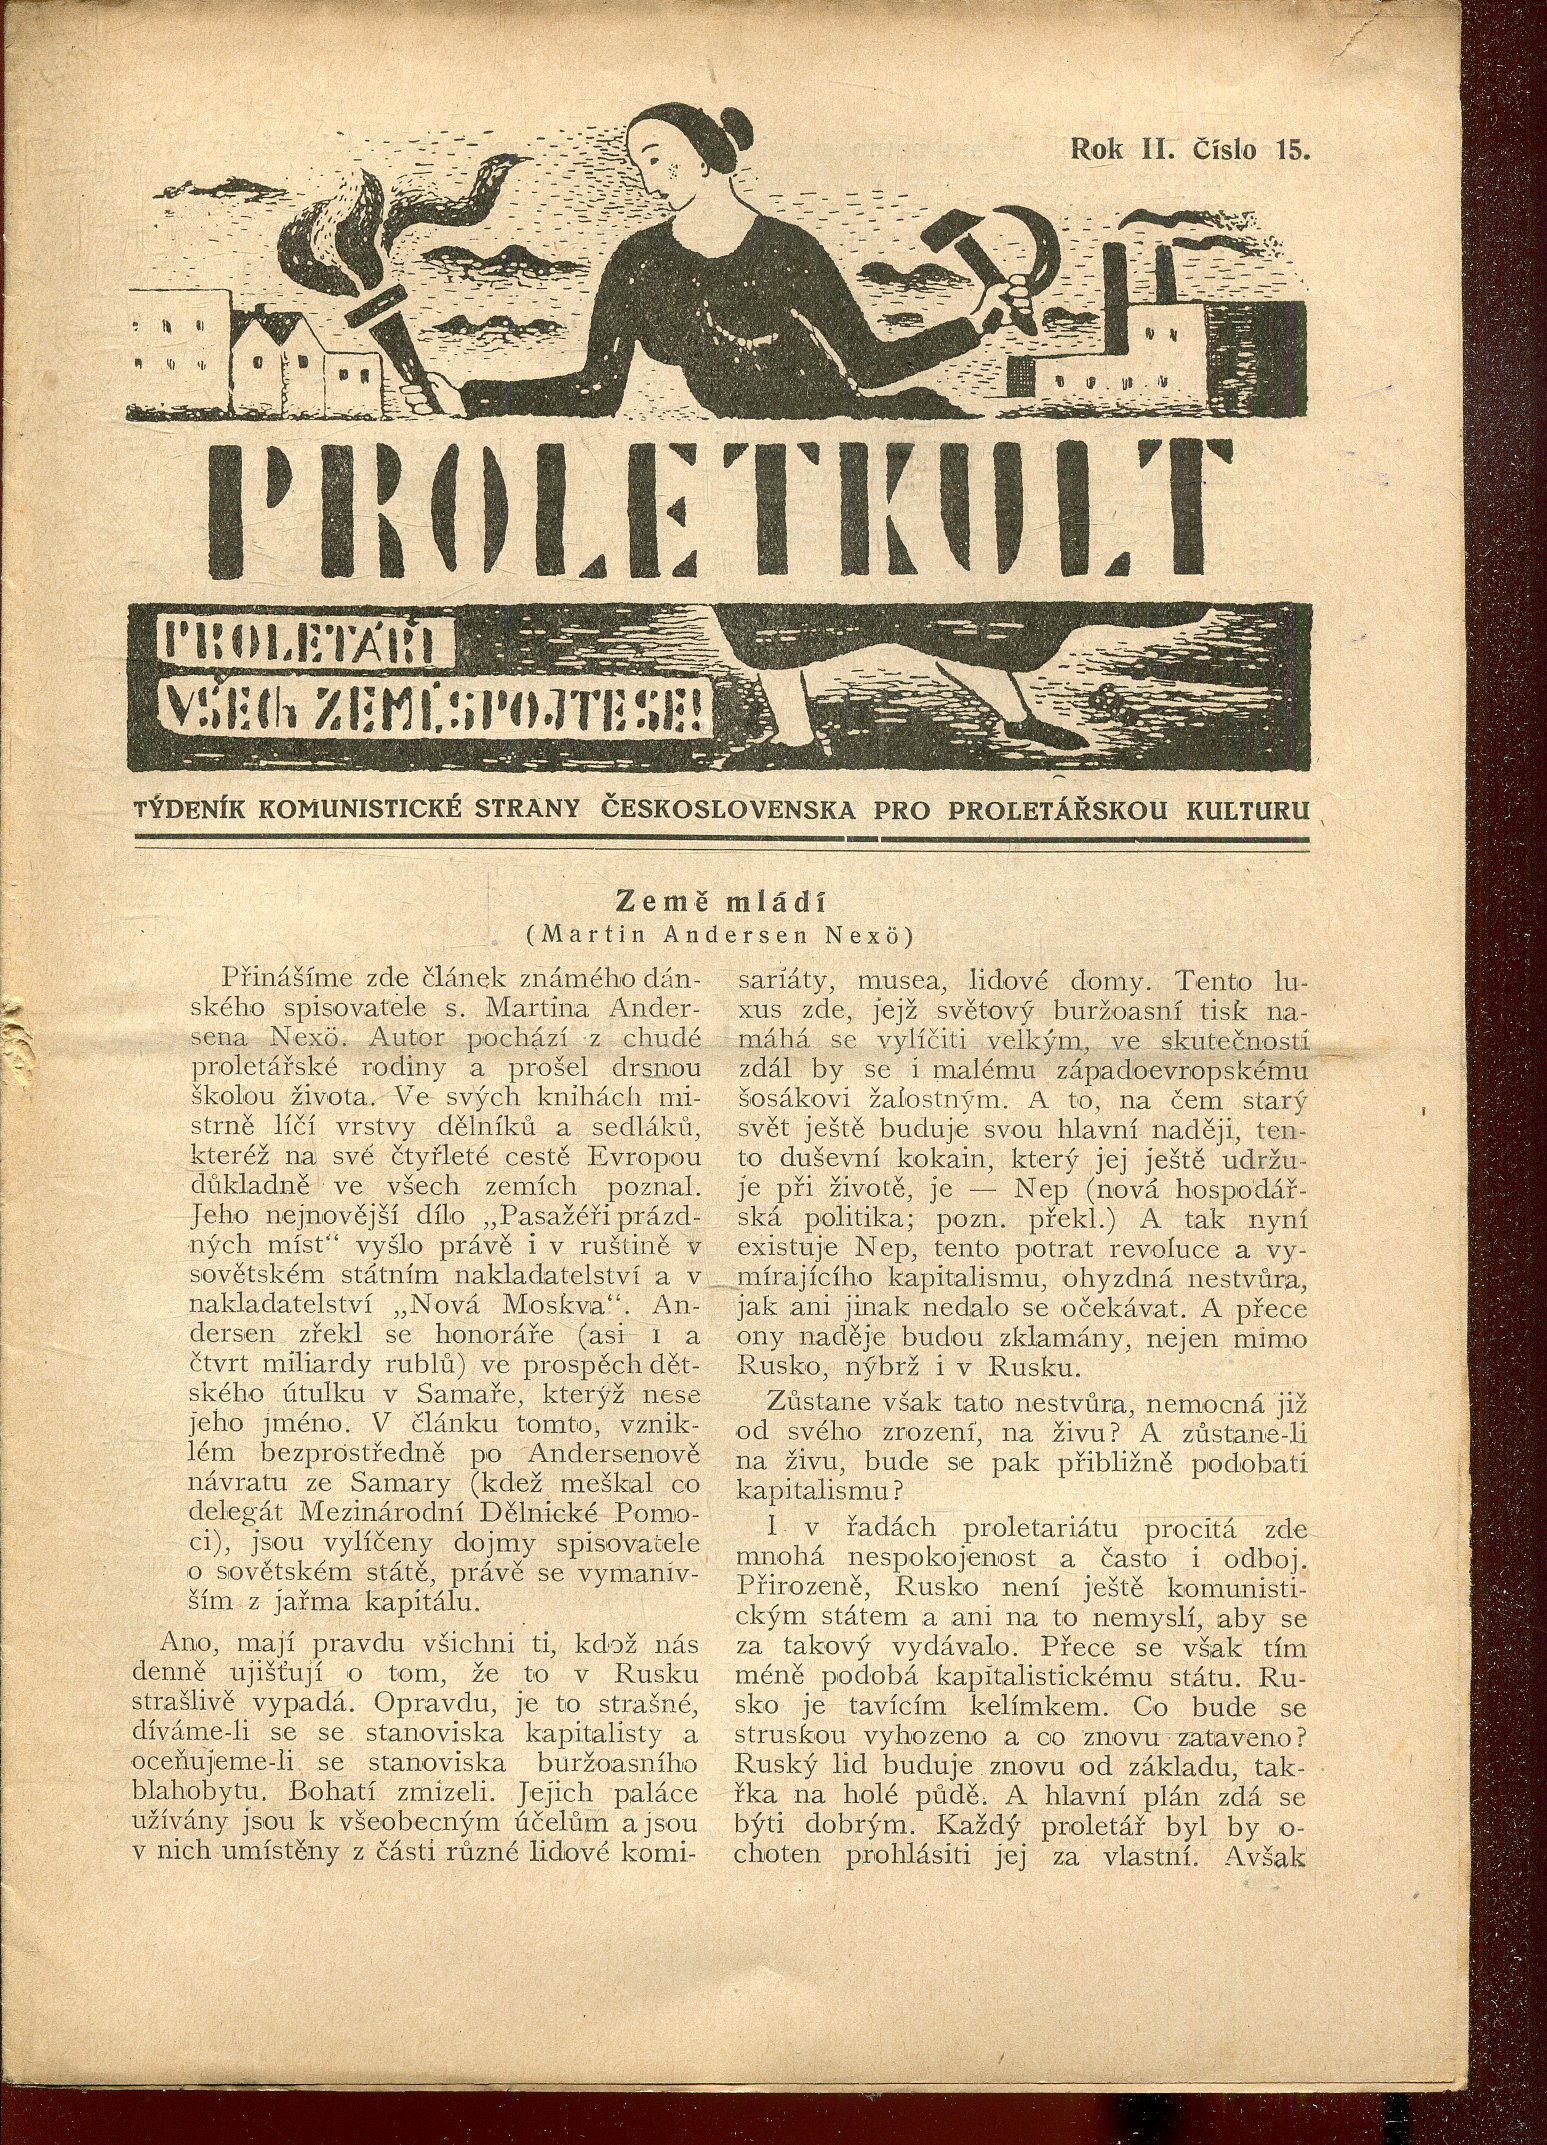 Rok II. Číslo 15.
PROLETKULT
PROLETÁŘI
VŠECh ZEMÍ, SPOJTE SE!
TÝDENÍK KOMUNISTICKÉ STRANY ČESKOSLOVENSKA PRO PROLETÁŘSKOU KULTURU
Země mládí
(Martin Andersen Nexö)
Přinášíme zde článek známého dán-
ského spisovatele s. Martina Ander-
sena Nexö. Autor pochází z chudé
proletářské rodiny a prošel drsnou
školou života. Ve svých knihách mi-
strně líčí vrstvy dělníků a sedláků,
kteréž na své čtyřleté cestě Evropou
důkladně ve všech zemích poznal.
Jeho nejnovější dílo „Pasažéři prázd-
ných míst“ vyšlo právě i v ruštině v
sovětském státním nakladatelství a v
nakladatelství „Nová Moskva“. An-
dersen zřekl se honoráře (asi 1 a
čtvrt miliardy rublů) ve prospěch dět-
ského útulku v Samaře, kterýž nese
jeho jméno. V článku tomto, vznik-
lém bezprostředně po Andersenově
návratu ze Samary (kdež meškal co
delegát Mezinárodní Dělnické Pomo-
ci), jsou vylíčeny dojmy spisovatele
o sovětském státě, právě se vymaniv-
ším z jařma kapitálu.
Ano, mají pravdu všichni ti, kdož nás
denně ujišťují o tom, že to v Rusku
strašlivě vypadá. Opravdu, je to strašné,
díváme-li se se stanoviska kapitalisty a
oceňujeme-li se stanoviska buržoasního
blahobytu. Bohatí zmizeli. Jejich paláce
užívány jsou k všeobecným účelům a jsou
v nich umístěny z části různé lidové komi-
sariáty, musea, lidové domy. Tento lu-
xus zde, jejž světový buržoasní tisk na-
máhá se vylíčiti velkým, ve skutečnosti
zdál by se i malému západoevropskému
šosákovi žalostným. A to, na čem starý
svět ještě buduje svou hlavní naději, ten-
to duševní kokain, který jej ještě udržu-
je při životě, je — Nep (nová hospodář-
ská politika; pozn. překl.) A tak nyní
existuje Nep, tento potrat revoluce a vy-
mírajícího kapitalismu, ohyzdná nestvůra,
jak ani jinak nedalo se očekávat. A přece
ony naděje budou zklamány, nejen mimo
Rusko, nýbrž i v Rusku.
Zůstane však tato nestvůra, nemocná již
od svého zrození, na živu? A zůstane-li
na živu, bude se pak přibližně podobati
kapitalismu?
I v řadách proletariátu procitá zde
mnohá nespokojenost a často i odboj.
Přirozeně, Rusko není ještě komunisti-
ckým státem a ani na to nemyslí, aby se
za takový vydávalo. Přece se však tím
méně podobá kapitalistickému státu. Ru-
sko je tavícím kelímkem. Co bude se
struskou vyhozeno a co znovu zataveno?
Ruský lid buduje znovu od základu, tak-
řka na holé půdě. A hlavní plán zdá se
býti dobrým. Každý proletář byl by o-
choten prohlásiti jej za vlastní. Avšak